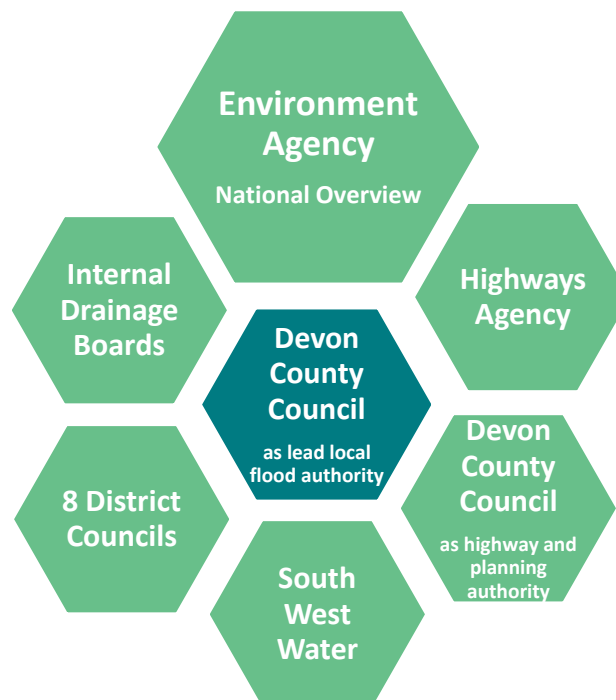 Environment
Agency
National Overview
Internal
Drainage
Boards
Highways
Agency
Devon
County
Council
as lead local
flood authority
8 District
Councils
Devon
County
Council
as highway and
planning
authority
South
West
Water